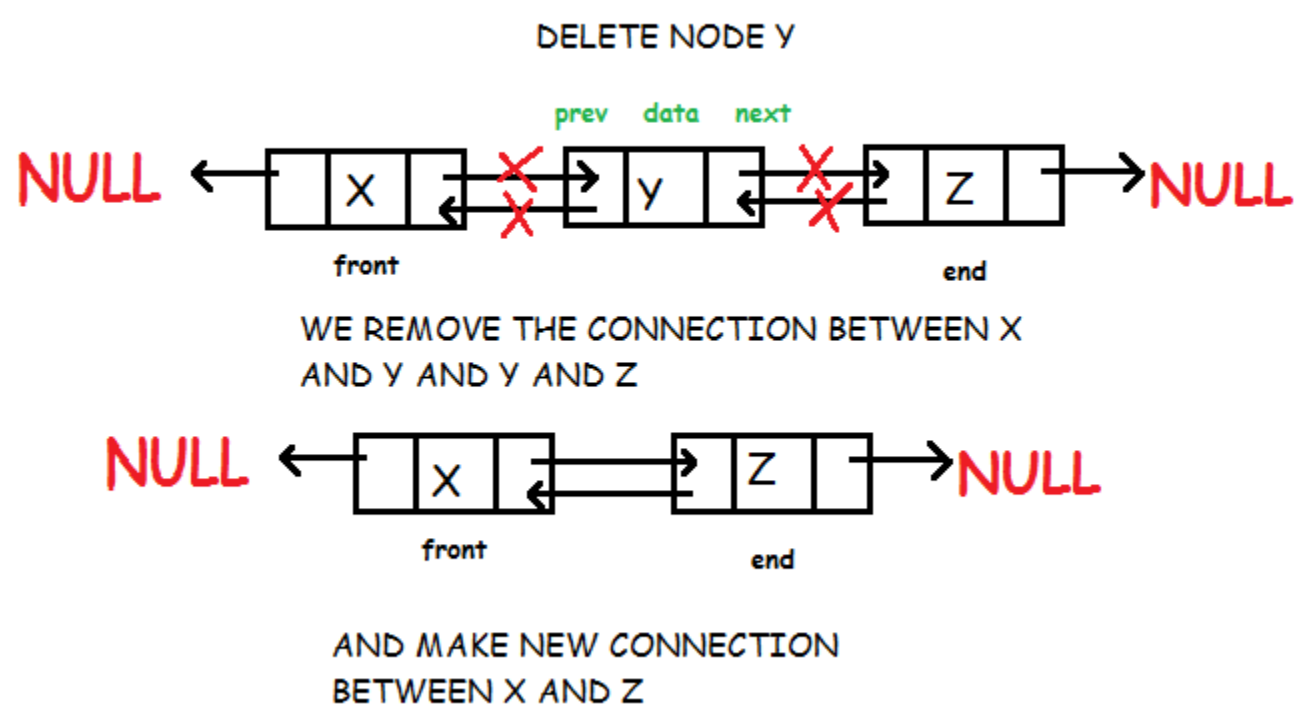 DELETE NODE Y
prev data next
NULL X Y Z NULL
front end
WE REMOVE THE CONNECTION BETWEEN X
AND Y AND Y AND Z
NULL X Z NULL
front end
AND MAKE NEW CONNECTION
BETWEEN X AND Z